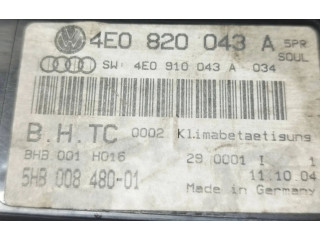 4E0 820 043 A SPR
SOUL
SW: 4E0 910 043 A 034
B.H.TC 0002 Klimabetaetigung
BHB 001 H016 29 0001 I 1
5HB 008 480-01 11.10.04
Made in Germany